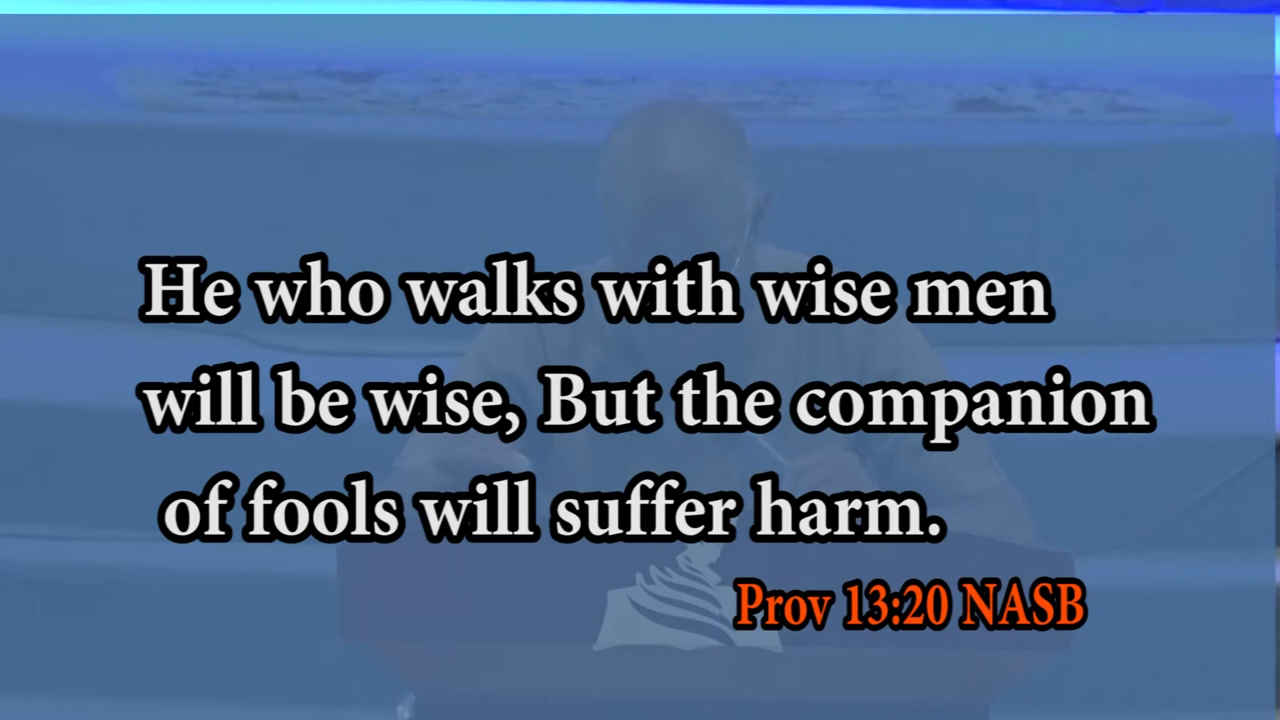 He who walks with wise men
will be wise, But the companion
of fools will suffer harm.
Prov 13:20 NASB